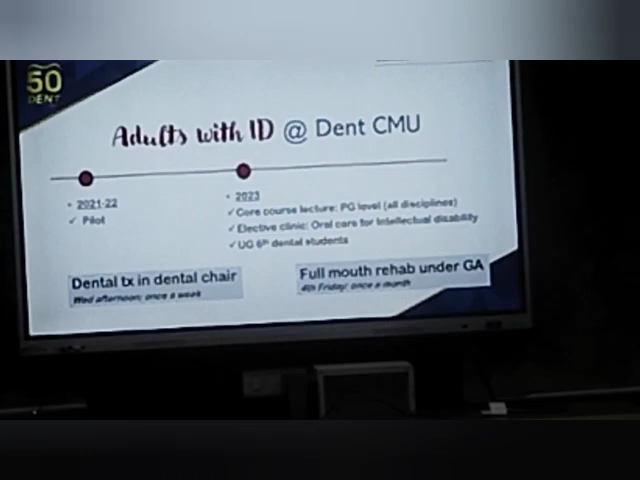 50
DENT
Adults with ID @ Dent CMU
• 2021-22
✓ Pilot
• 2023
✓ Core course lecture: PG level (all disciplines)
✓ Elective clinic: Oral care for Intellectual disability
✓ UG 6th dental students
Dental tx in dental chair
Wed afternoon; once a week
Full mouth rehab under GA
4th Friday; once a month